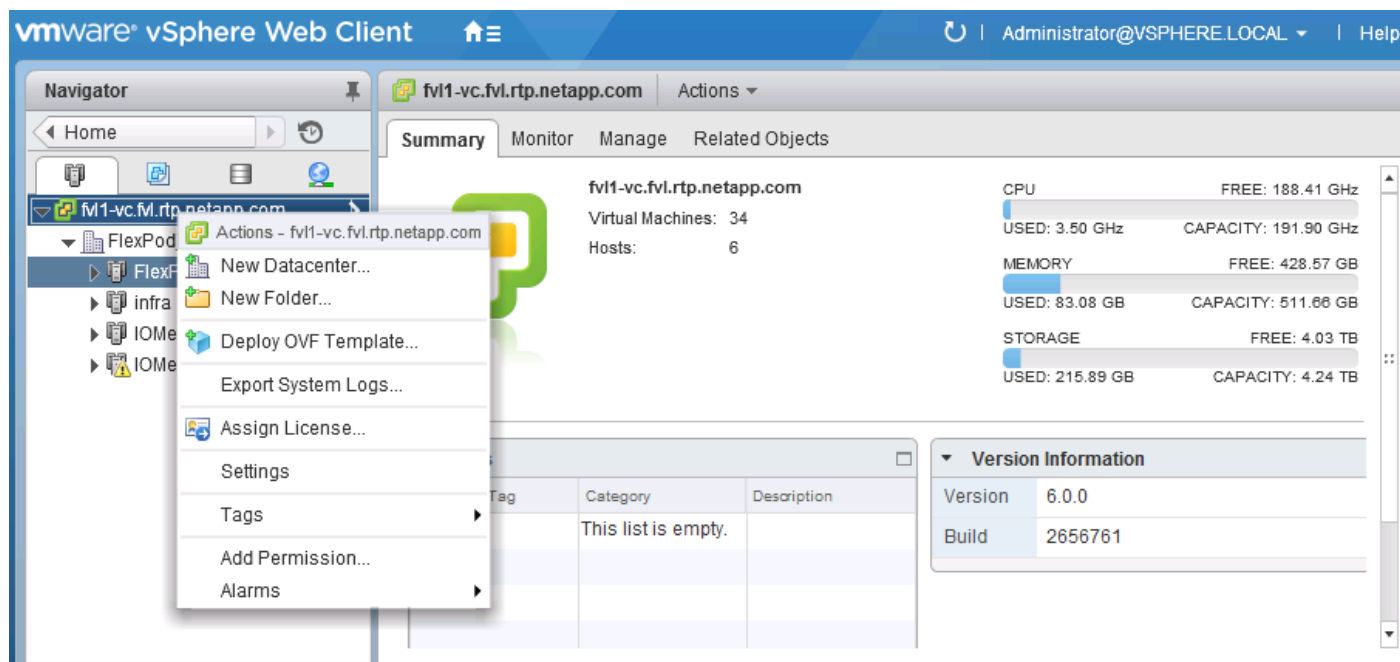 vmware® vSphere Web Client
Administrator@VSPHERE.LOCAL
Help
Navigator
Home
fvl1-vc.fvl.rtp.netapp.com
FlexPod
FlexP
infra
IOMe
IOMe
Actions - fvl1-vc.fvl.rtp.netapp.com
New Datacenter...
New Folder...
Deploy OVF Template...
Export System Logs...
Assign License...
Settings
Tags
Add Permission...
Alarms
fvl1-vc.fvl.rtp.netapp.com Actions
Summary Monitor Manage Related Objects
fvl1-vc.fvl.rtp.netapp.com
Virtual Machines: 34
Hosts: 6
CPU FREE: 188.41 GHz
USED: 3.50 GHz CAPACITY: 191.90 GHz
MEMORY FREE: 428.57 GB
USED: 83.08 GB CAPACITY: 511.66 GB
STORAGE FREE: 4.03 TB
USED: 215.89 GB CAPACITY: 4.24 TB
Tag Category Description
This list is empty.
Version Information
Version 6.0.0
Build 2656761